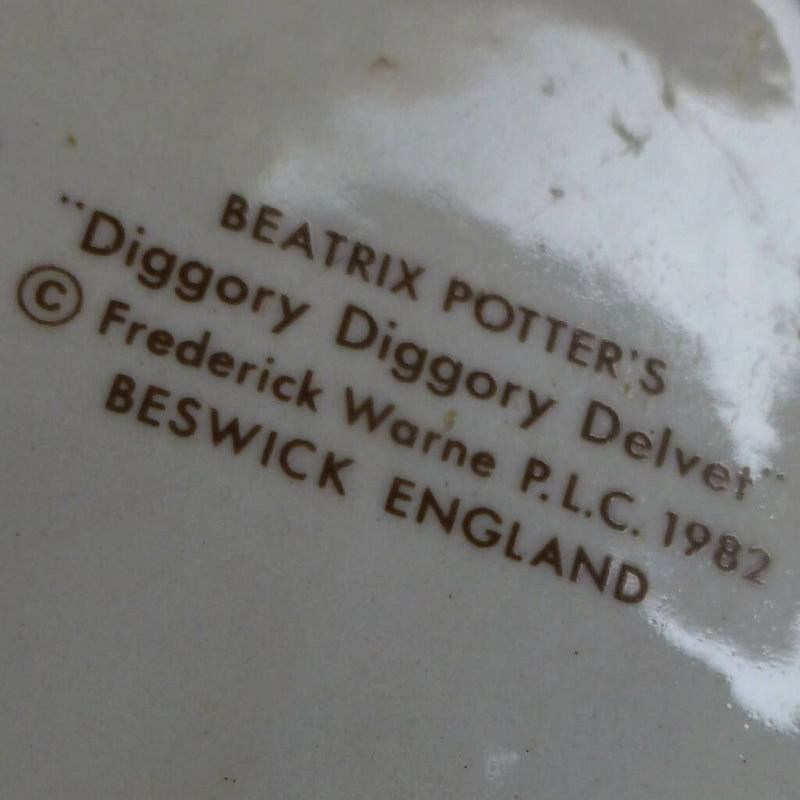 BEATRIX POTTER'S
"Diggory Diggory Delvet"
© Frederick Warne P.L.C. 1982
BESWICK ENGLAND